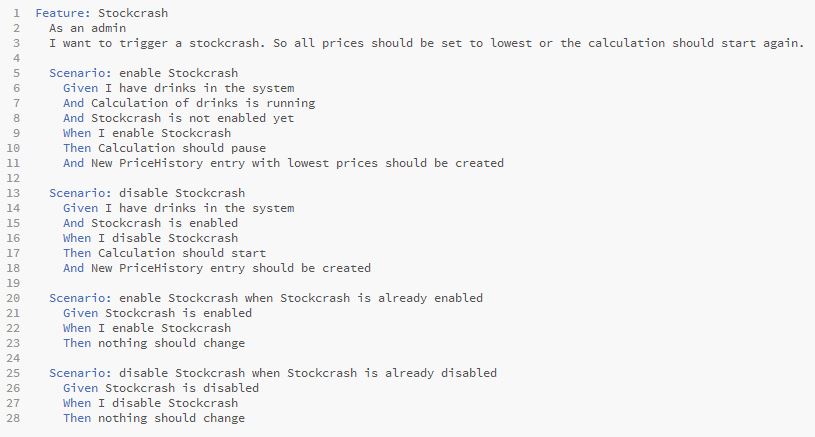 1 Feature: Stockcrash
2 As an admin
3 I want to trigger a stockcrash. So all prices should be set to lowest or the calculation should start again.
4
5 Scenario: enable Stockcrash
6 Given I have drinks in the system
7 And Calculation of drinks is running
8 And Stockcrash is not enabled yet
9 When I enable Stockcrash
10 Then Calculation should pause
11 And New PriceHistory entry with lowest prices should be created
12
13 Scenario: disable Stockcrash
14 Given I have drinks in the system
15 And Stockcrash is enabled
16 When I disable Stockcrash
17 Then Calculation should start
18 And New PriceHistory entry should be created
19
20 Scenario: enable Stockcrash when Stockcrash is already enabled
21 Given Stockcrash is enabled
22 When I enable Stockcrash
23 Then nothing should change
24
25 Scenario: disable Stockcrash when Stockcrash is already disabled
26 Given Stockcrash is disabled
27 When I disable Stockcrash
28 Then nothing should change